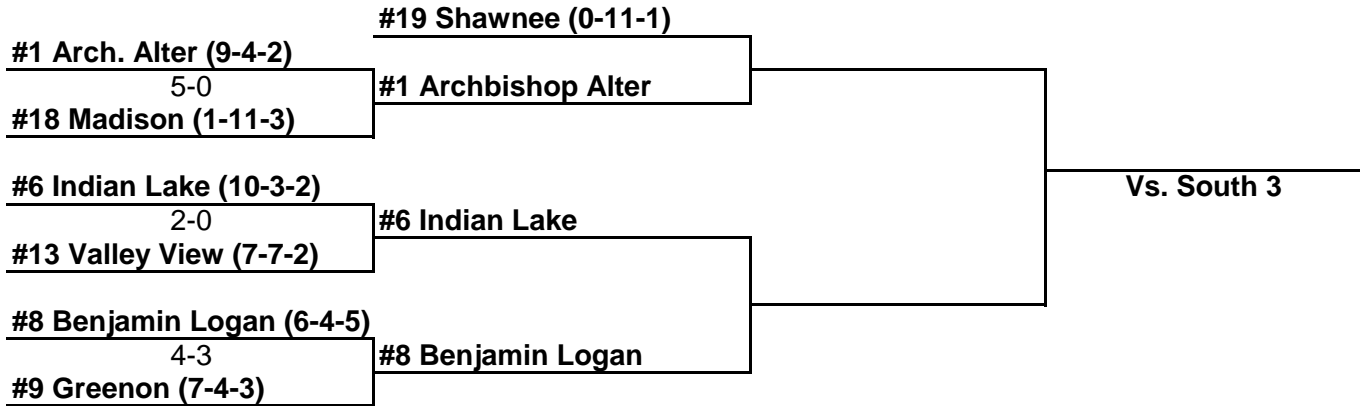 #19 Shawnee (0-11-1)
#1 Arch. Alter (9-4-2)
5-0
#1 Archbishop Alter
#18 Madison (1-11-3)
#6 Indian Lake (10-3-2)
Vs. South 3
2-0
#6 Indian Lake
#13 Valley View (7-7-2)
#8 Benjamin Logan (6-4-5)
4-3
#8 Benjamin Logan
#9 Greenon (7-4-3)